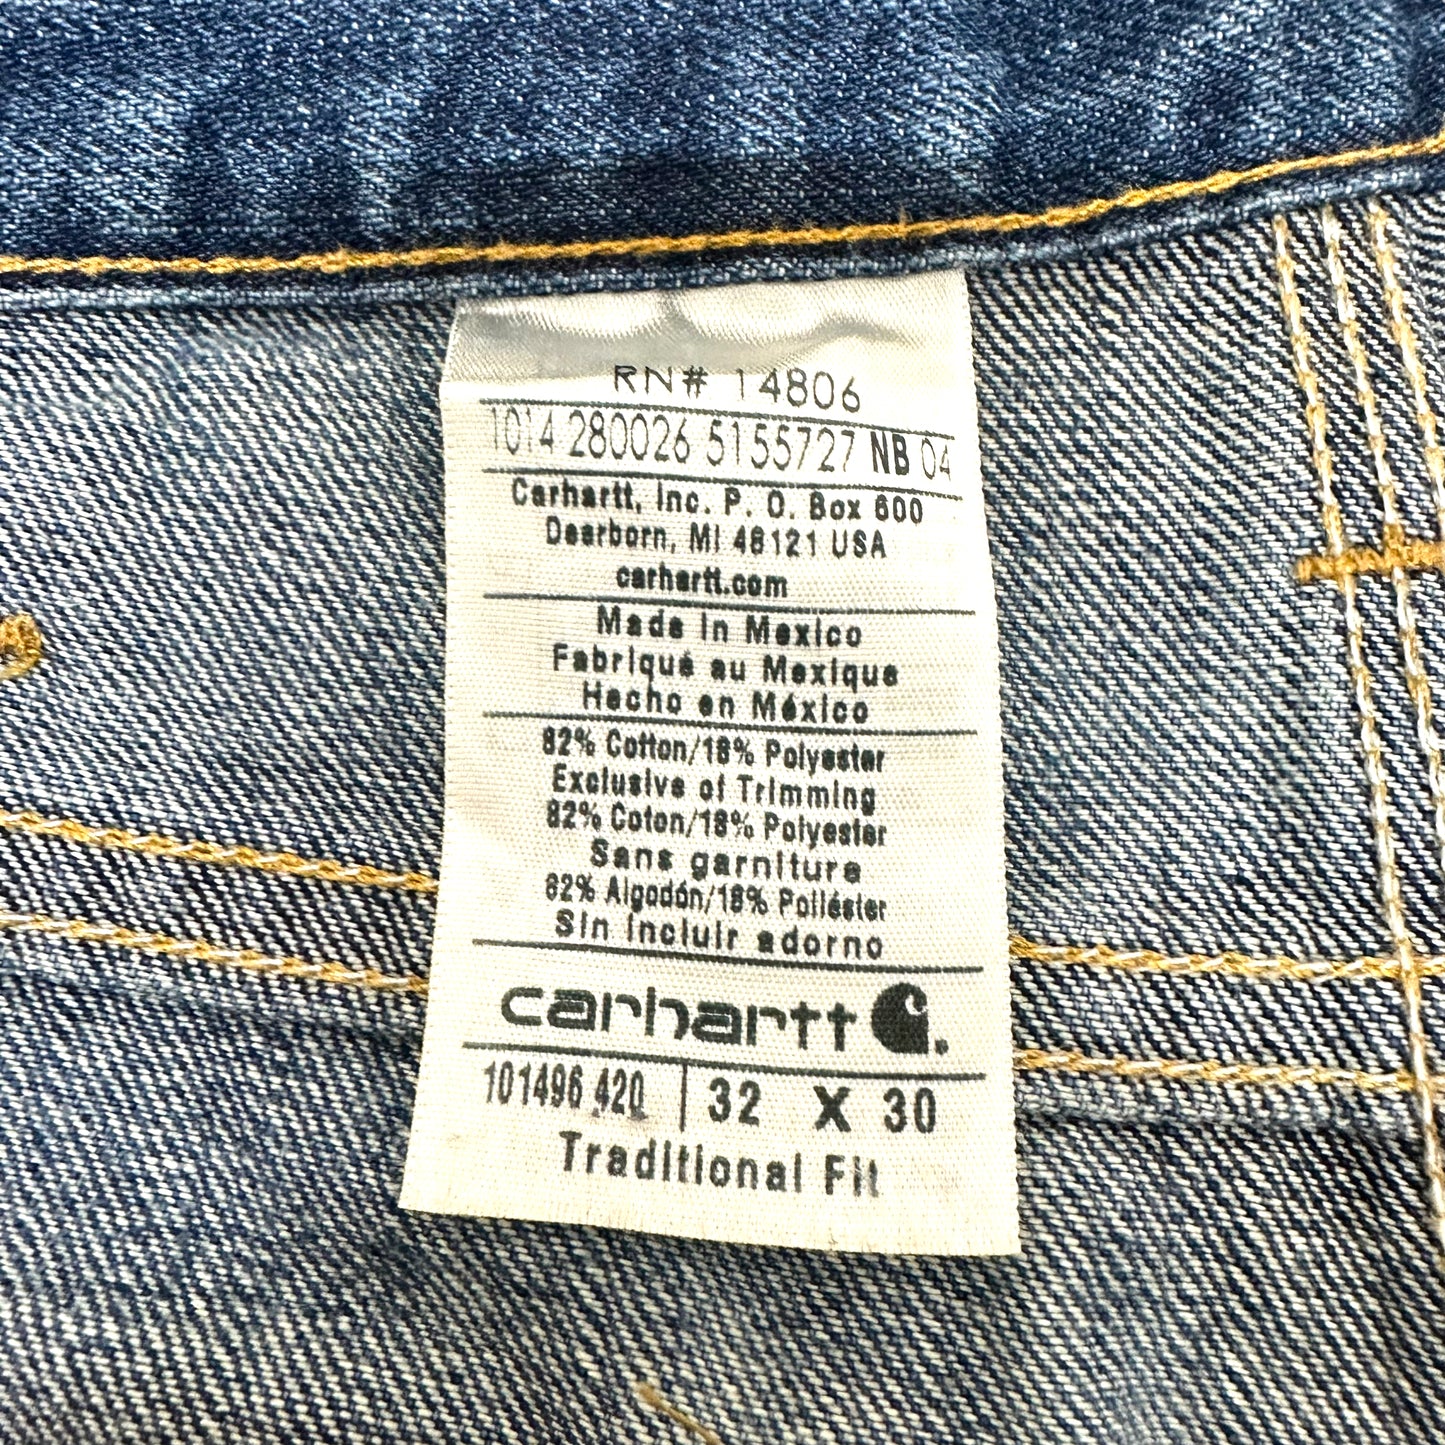 RN# 14806
1014 280026 5155727 NB 04
Carhartt, Inc. P. O. Box 600
Dearborn, MI 48121 USA
carhartt.com
Made in Mexico
Fabriqué au Mexique
Hecho en México
82% Cotton/18% Polyester
Exclusive of Trimming
82% Coton/18% Polyester
Sans garniture
82% Algodón/18% Poliéster
Sin incluir adorno
carhartt
101496 420 | 32 X 30
Traditional Fit